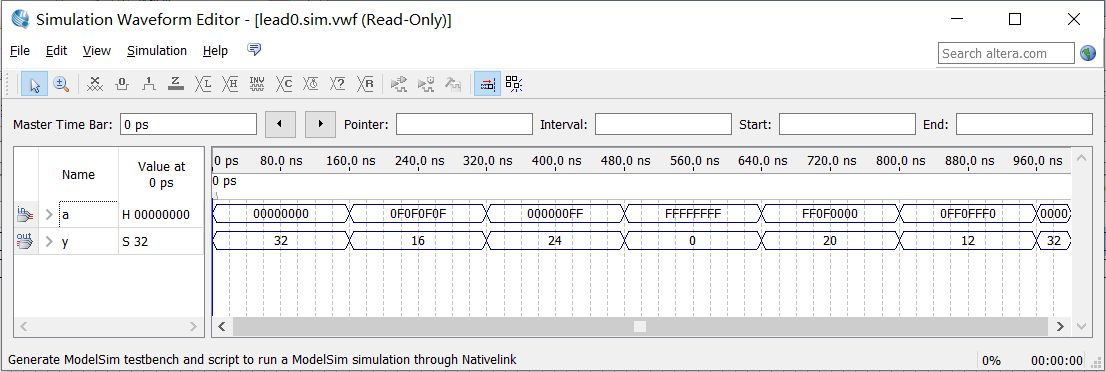 Simulation Waveform Editor - [lead0.sim.vwf (Read-Only)]
File Edit View Simulation Help
Search altera.com
Master Time Bar: 0 ps Pointer: Interval: Start: End:
Name Value at 0 ps
0 ps 80.0 ns 160.0 ns 240.0 ns 320.0 ns 400.0 ns 480.0 ns 560.0 ns 640.0 ns 720.0 ns 800.0 ns 880.0 ns 960.0 ns
0 ps
in a H 00000000 00000000 0F0F0F0F 000000FF FFFFFFFF FF0F0000 0FF0FFF0 0000
out y S 32 32 16 24 0 20 12 32
Generate ModelSim testbench and script to run a ModelSim simulation through Nativelink 0% 00:00:00